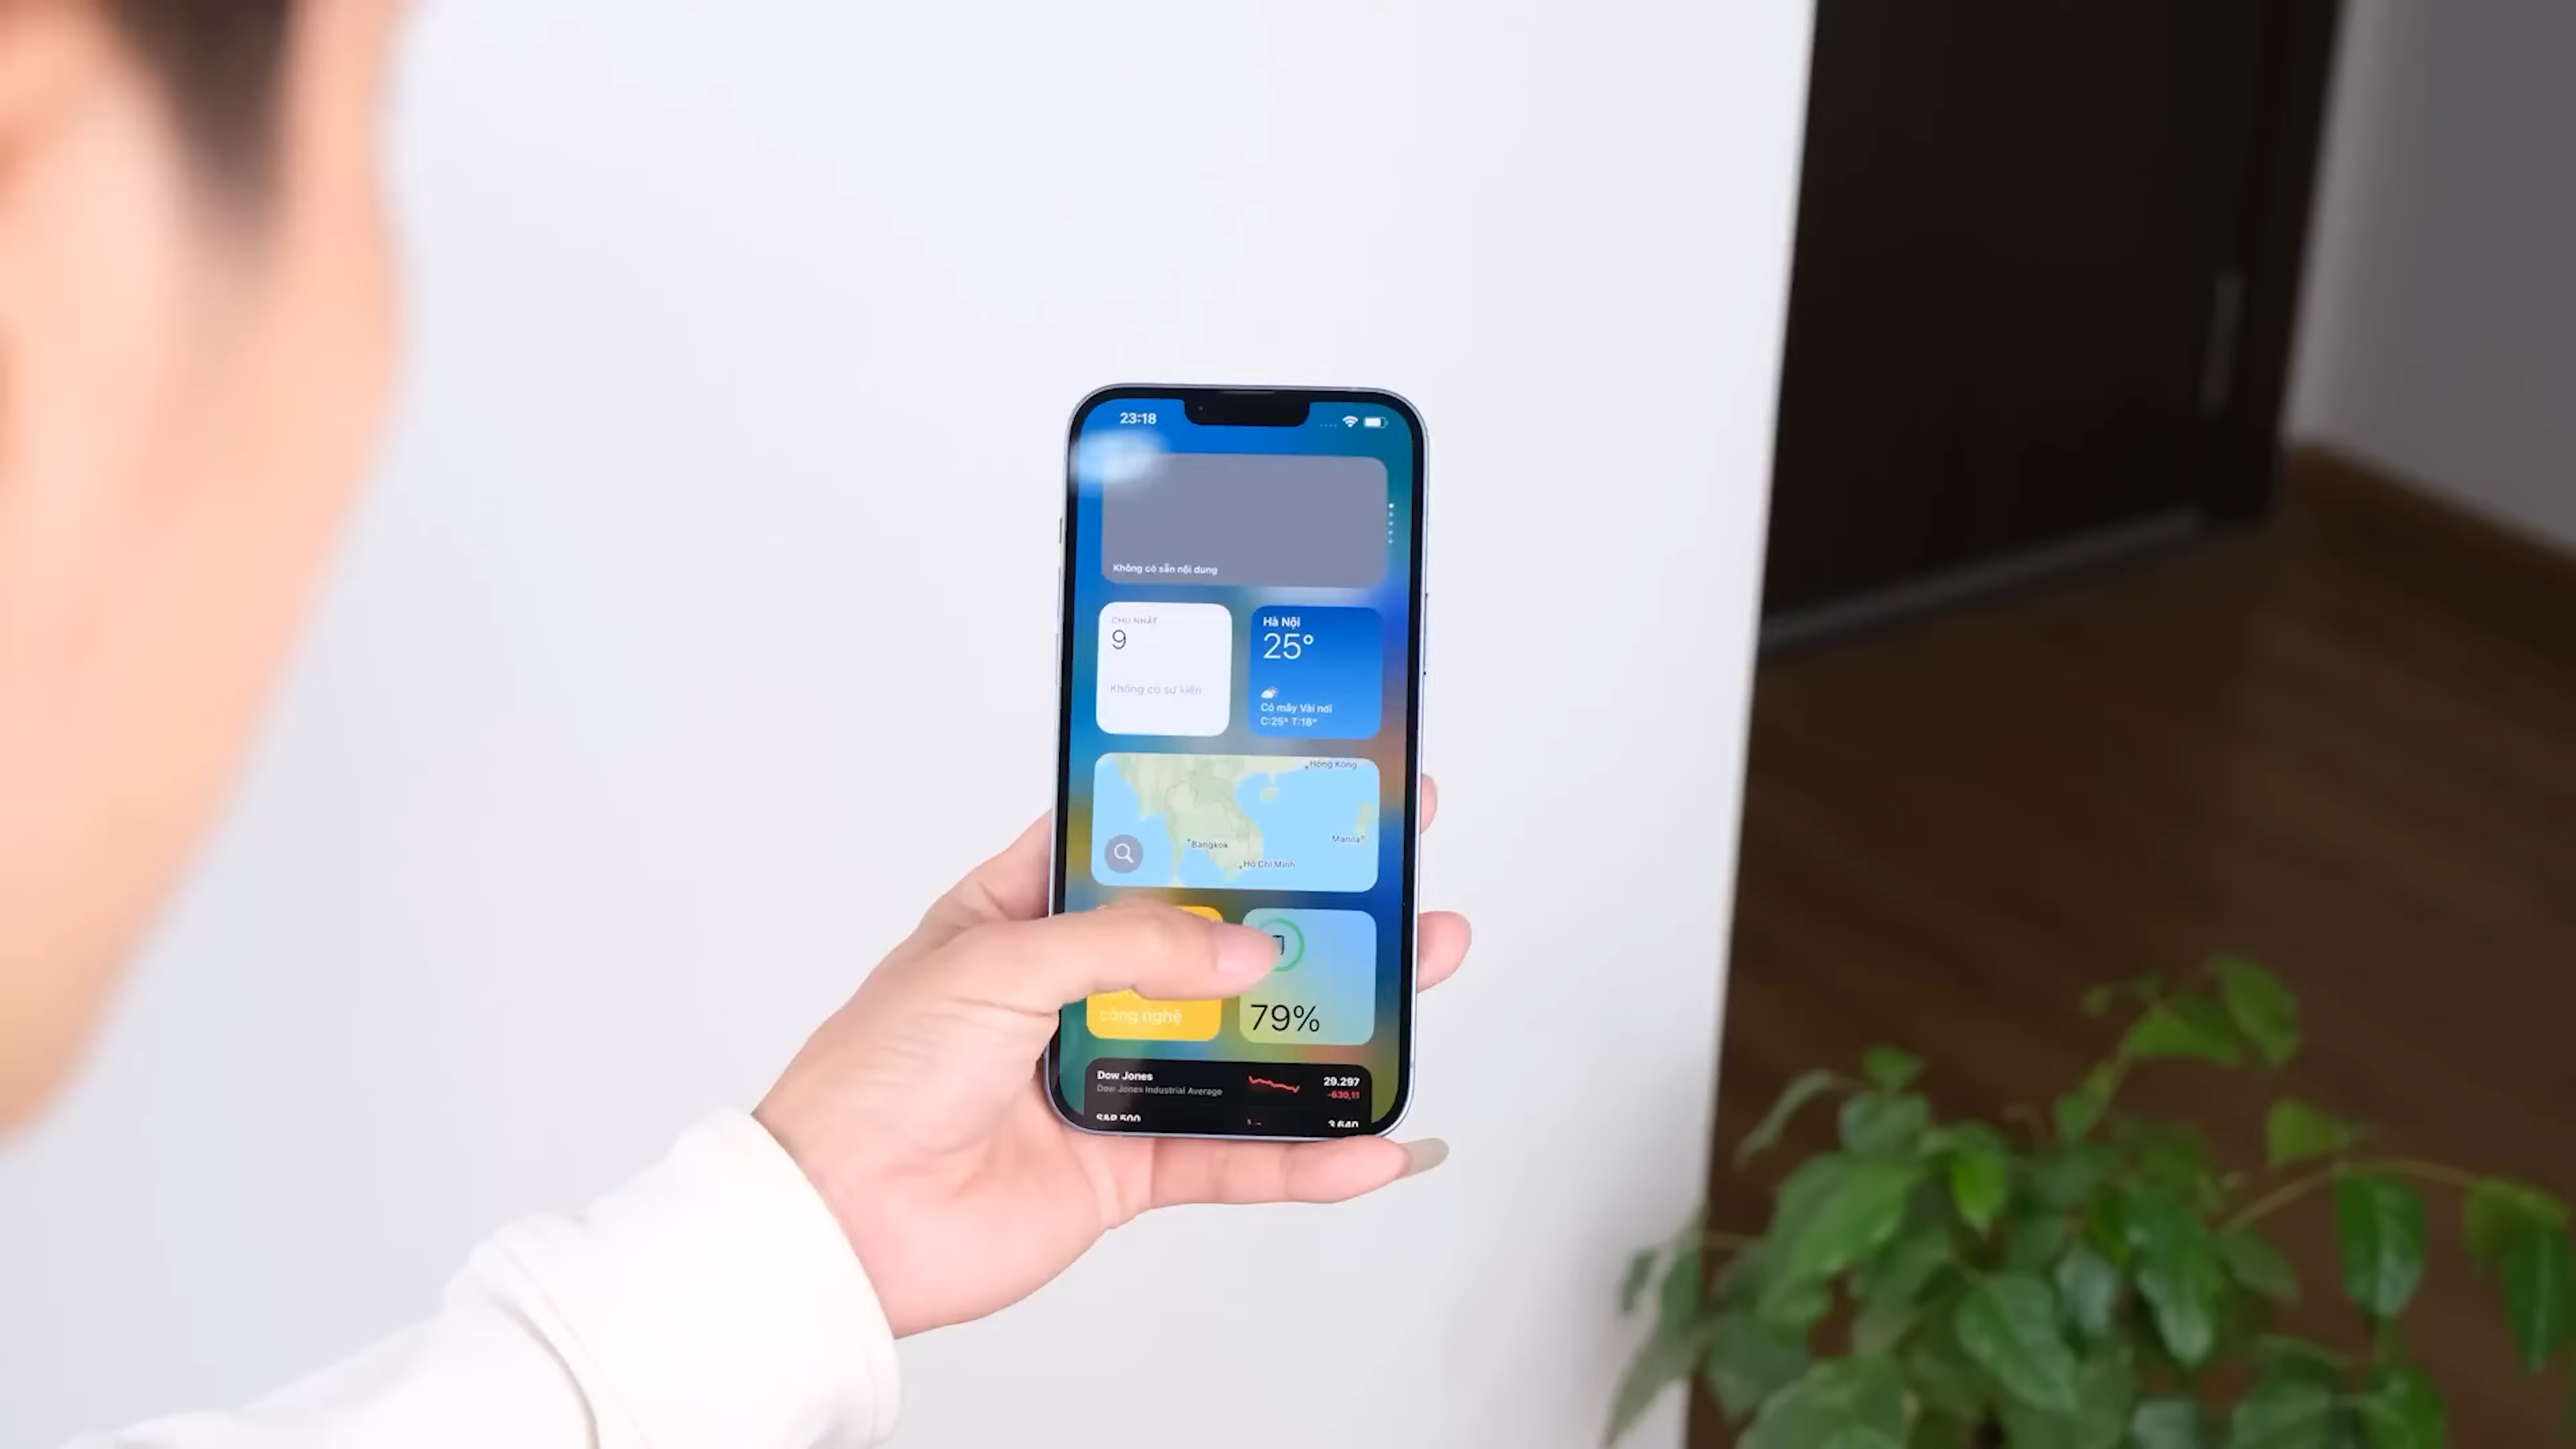 23:18
Không có sẵn nội dung
CHỦ NHẬT
9
Không có sự kiện
Hà Nội
25°
Có mây Vài nơi
C:25° T:18°
Hồng Kông
Bangkok
Manila
Hồ Chí Minh
công nghệ
79%
Dow Jones
Dow Jones Industrial Average
29.297
-630,11
S&P 500
3.640